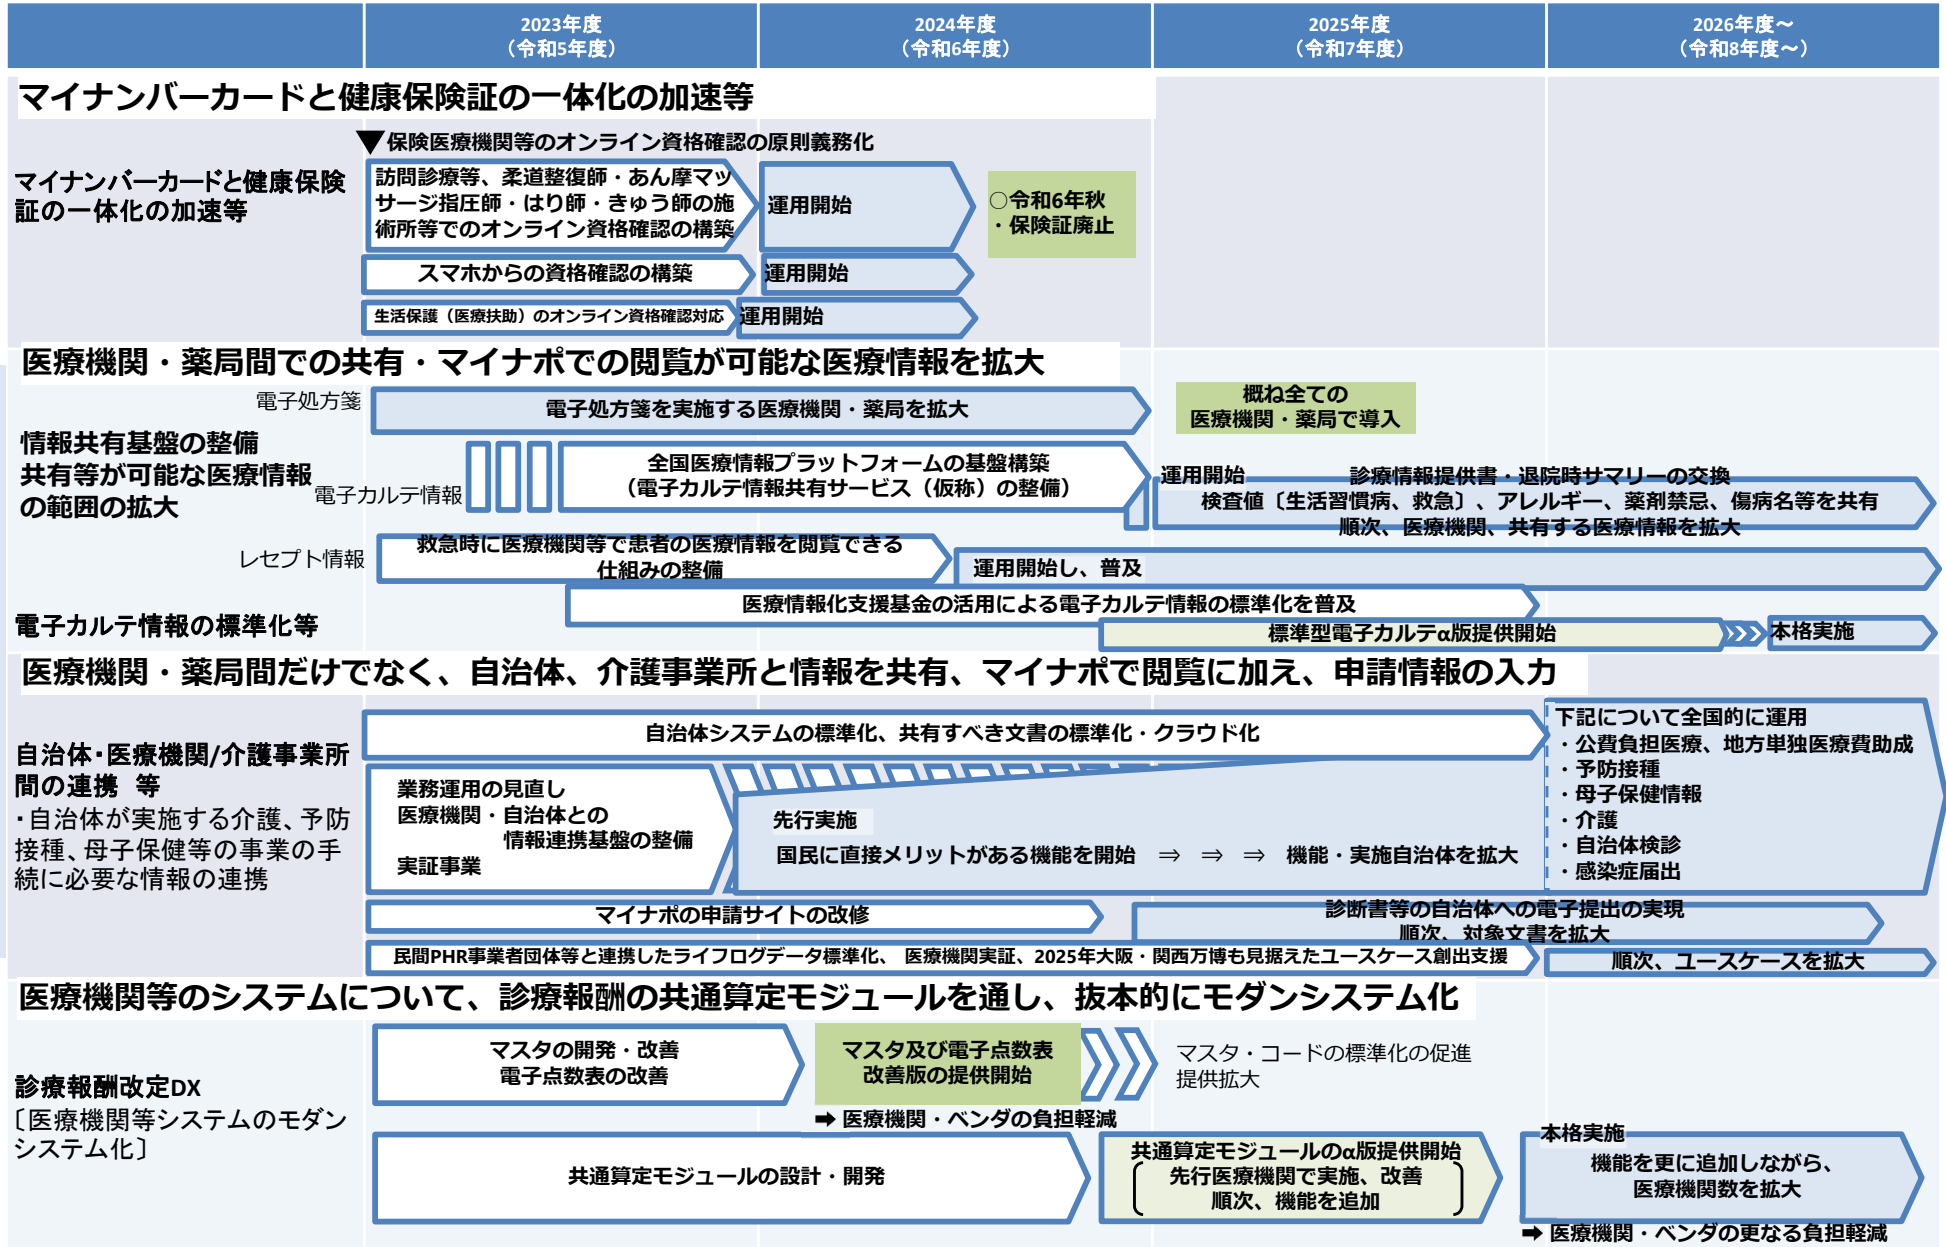 2023年度
（令和5年度）
2024年度
（令和6年度）
2025年度
（令和7年度）
2026年度～
（令和8年度～）
マイナンバーカードと健康保険証の一体化の加速等
▼保険医療機関等のオンライン資格確認の原則義務化
マイナンバーカードと健康保険
証の一体化の加速等
訪問診療等、柔道整復師・あん摩マッ
サージ指圧師・はり師・きゅう師の施
術所等でのオンライン資格確認の構築
運用開始
○令和6年秋
・保険証廃止
スマホからの資格確認の構築
運用開始
生活保護（医療扶助）のオンライン資格確認対応
運用開始
医療機関・薬局間での共有・マイナポでの閲覧が可能な医療情報を拡大
電子処方箋
電子処方箋を実施する医療機関・薬局を拡大
概ね全ての
医療機関・薬局で導入
情報共有基盤の整備
共有等が可能な医療情報
の範囲の拡大
電子カルテ情報
全国医療情報プラットフォームの基盤構築
（電子カルテ情報共有サービス（仮称）の整備）
運用開始
診療情報提供書・退院時サマリーの交換
検査値〔生活習慣病、救急〕、アレルギー、薬剤禁忌、傷病名等を共有
順次、医療機関、共有する医療情報を拡大
レセプト情報
救急時に医療機関等で患者の医療情報を閲覧できる
仕組みの整備
運用開始し、普及
医療情報化支援基金の活用による電子カルテ情報の標準化を普及
電子カルテ情報の標準化等
標準型電子カルテα版提供開始
本格実施
医療機関・薬局間だけでなく、自治体、介護事業所と情報を共有、マイナポで閲覧に加え、申請情報の入力
自治体システムの標準化、共有すべき文書の標準化・クラウド化
自治体・医療機関/介護事業所
間の連携 等
・自治体が実施する介護、予防
接種、母子保健等の事業の手
続に必要な情報の連携
業務運用の見直し
医療機関・自治体との
情報連携基盤の整備
実証事業
先行実施
国民に直接メリットがある機能を開始 ⇒ ⇒ ⇒ 機能・実施自治体を拡大
下記について全国的に運用
・公費負担医療、地方単独医療費助成
・予防接種
・母子保健情報
・介護
・自治体検診
・感染症届出
マイナポの申請サイトの改修
診断書等の自治体への電子提出の実現
順次、対象文書を拡大
民間PHR事業者団体等と連携したライフログデータ標準化、 医療機関実証、2025年大阪・関西万博も見据えたユースケース創出支援
順次、ユースケースを拡大
医療機関等のシステムについて、診療報酬の共通算定モジュールを通し、抜本的にモダンシステム化
診療報酬改定DX
〔医療機関等システムのモダン
システム化〕
マスタの開発・改善
電子点数表の改善
マスタ及び電子点数表
改善版の提供開始
マスタ・コードの標準化の促進
提供拡大
➡ 医療機関・ベンダの負担軽減
共通算定モジュールの設計・開発
共通算定モジュールのα版提供開始
先行医療機関で実施、改善
順次、機能を追加
本格実施
機能を更に追加しながら、
医療機関数を拡大
➡ 医療機関・ベンダの更なる負担軽減